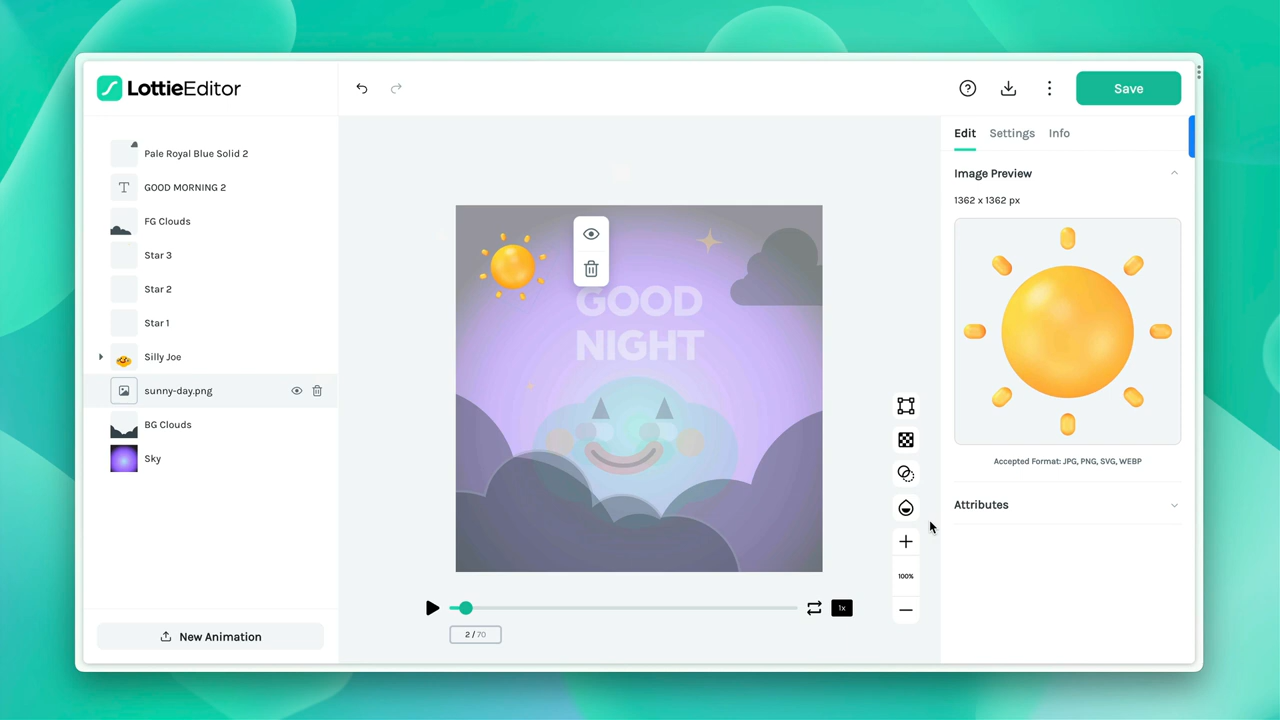 LottieEditor
Save
Pale Royal Blue Solid 2
T
GOOD MORNING 2
FG Clouds
Star 3
Star 2
Star 1
Silly Joe
sunny-day.png
BG Clouds
Sky
New Animation
GOOD
NIGHT
100%
1x
2 / 70
Edit Settings Info
Image Preview
1362 x 1362 px
Accepted Format: JPG, PNG, SVG, WEBP
Attributes